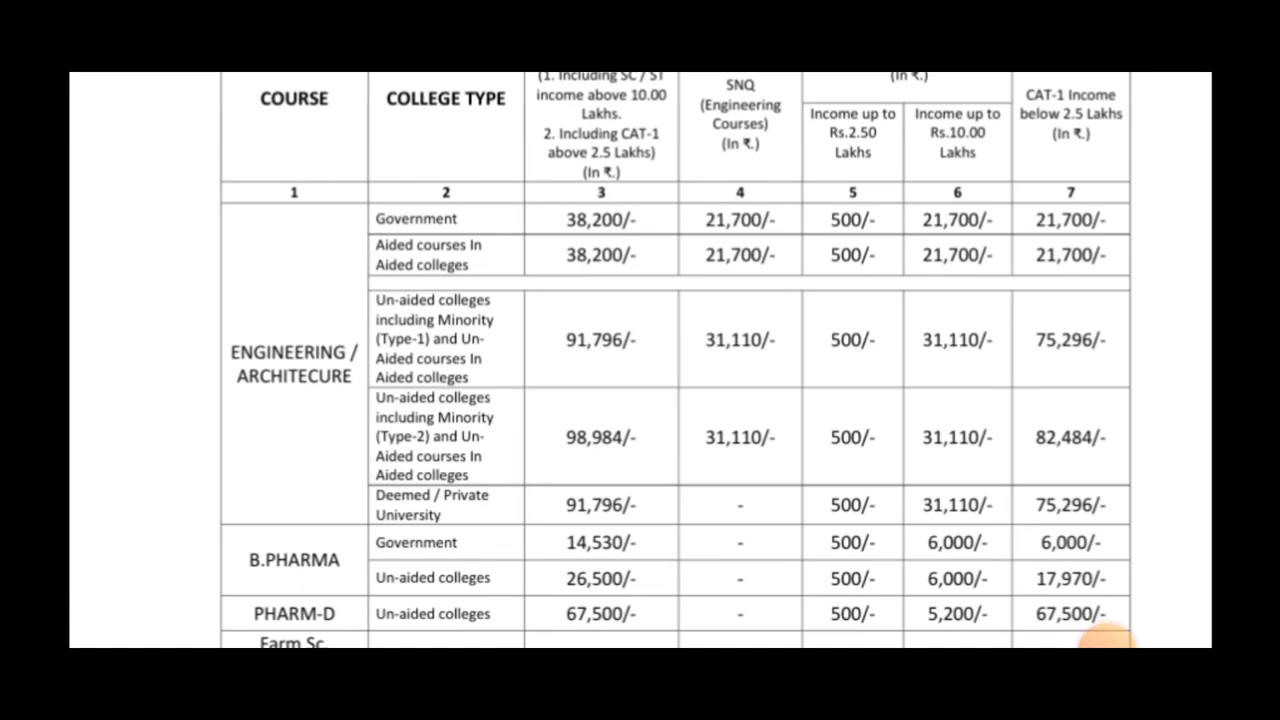 (In ₹.)
(1. Including SC / ST
COURSE
COLLEGE TYPE
income above 10.00
Lakhs.
2. Including CAT-1
above 2.5 Lakhs)
(In ₹.)
SNQ
(Engineering
Courses)
(In ₹.)
Income up to
Rs.2.50
Lakhs
Income up to
Rs.10.00
Lakhs
CAT-1 Income
below 2.5 Lakhs
(In ₹.)
1 2 3 4 5 6 7
ENGINEERING /
ARCHITECURE
Government
38,200/- 21,700/- 500/- 21,700/- 21,700/-
Aided courses In
Aided colleges
38,200/- 21,700/- 500/- 21,700/- 21,700/-
Un-aided colleges
including Minority
(Type-1) and Un-
Aided courses In
Aided colleges
91,796/- 31,110/- 500/- 31,110/- 75,296/-
Un-aided colleges
including Minority
(Type-2) and Un-
Aided courses In
Aided colleges
98,984/- 31,110/- 500/- 31,110/- 82,484/-
Deemed / Private
University
91,796/- - 500/- 31,110/- 75,296/-
B.PHARMA
Government
14,530/- - 500/- 6,000/- 6,000/-
Un-aided colleges
26,500/- - 500/- 6,000/- 17,970/-
PHARM-D
Un-aided colleges
67,500/- - 500/- 5,200/- 67,500/-
Farm Sc.